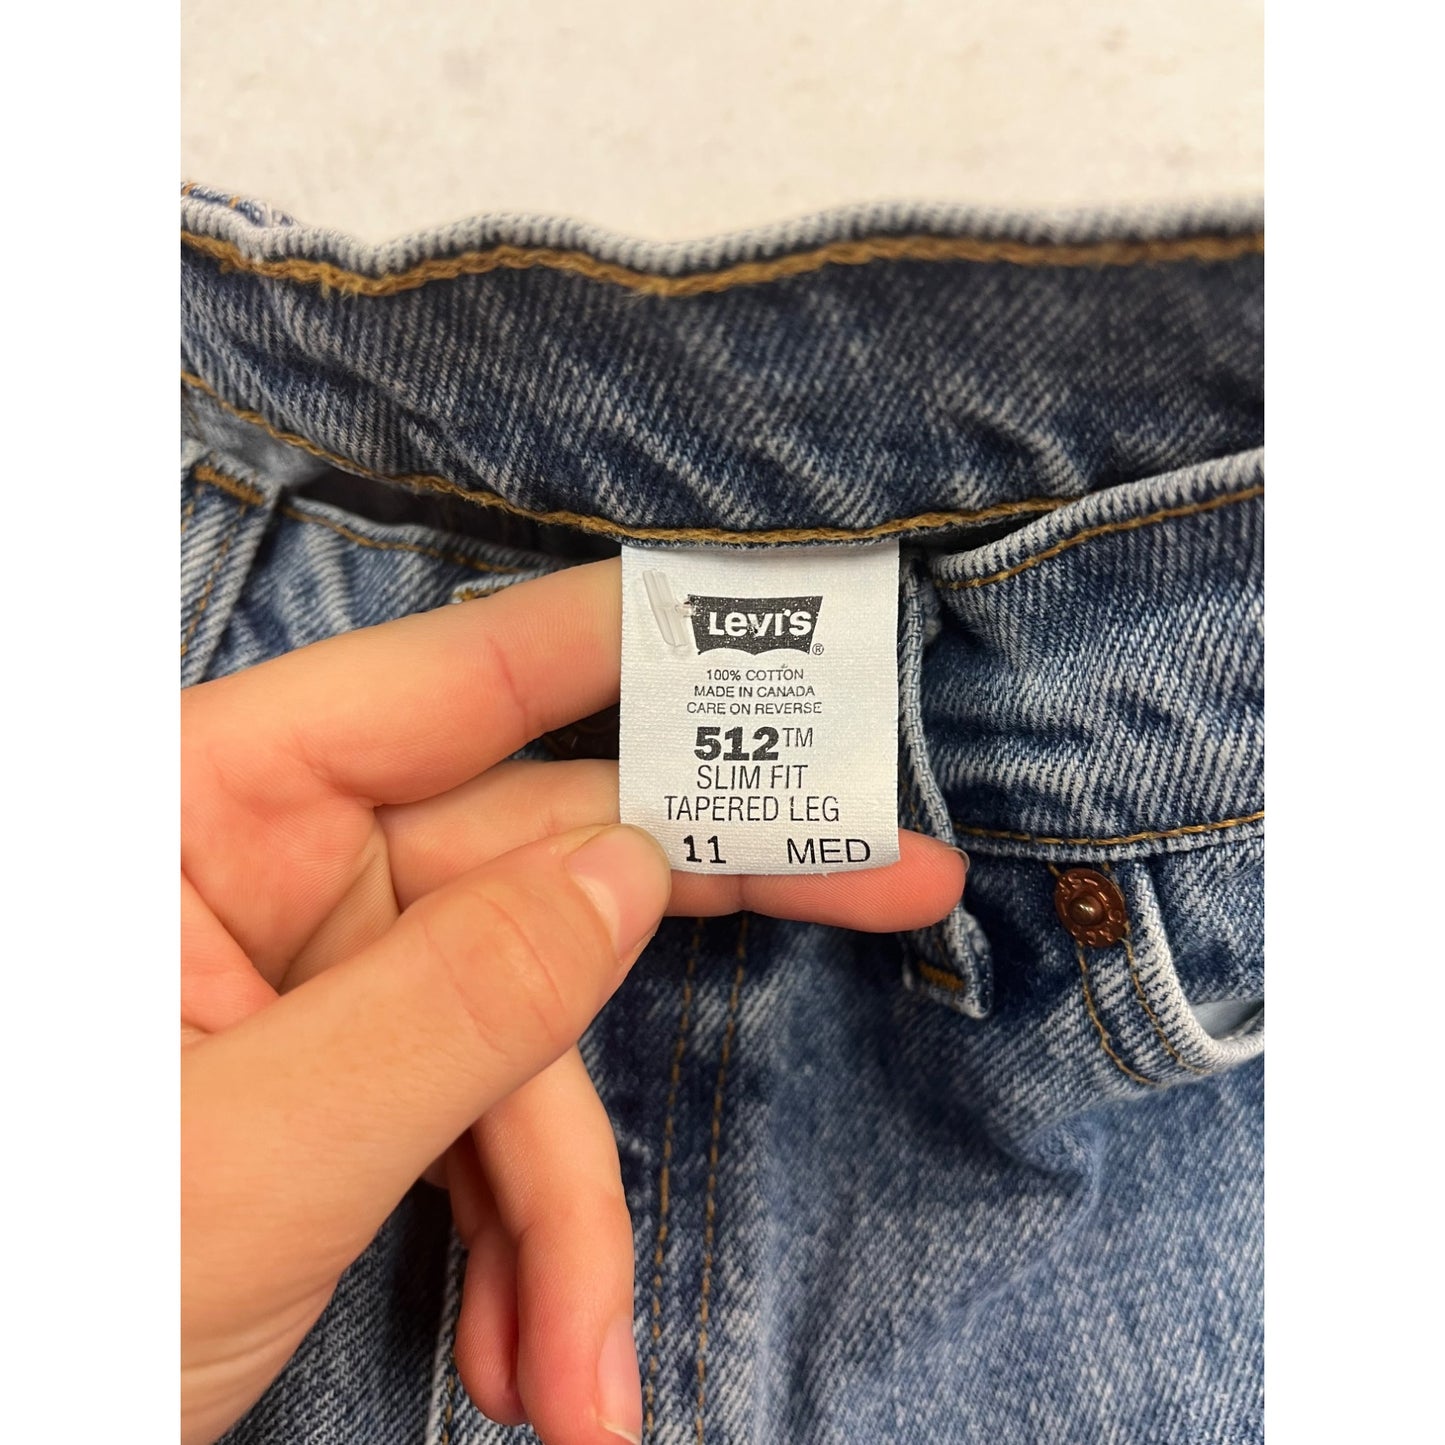 Levi's ®
100% COTTON
MADE IN CANADA
CARE ON REVERSE
512™
SLIM FIT
TAPERED LEG
11 MED